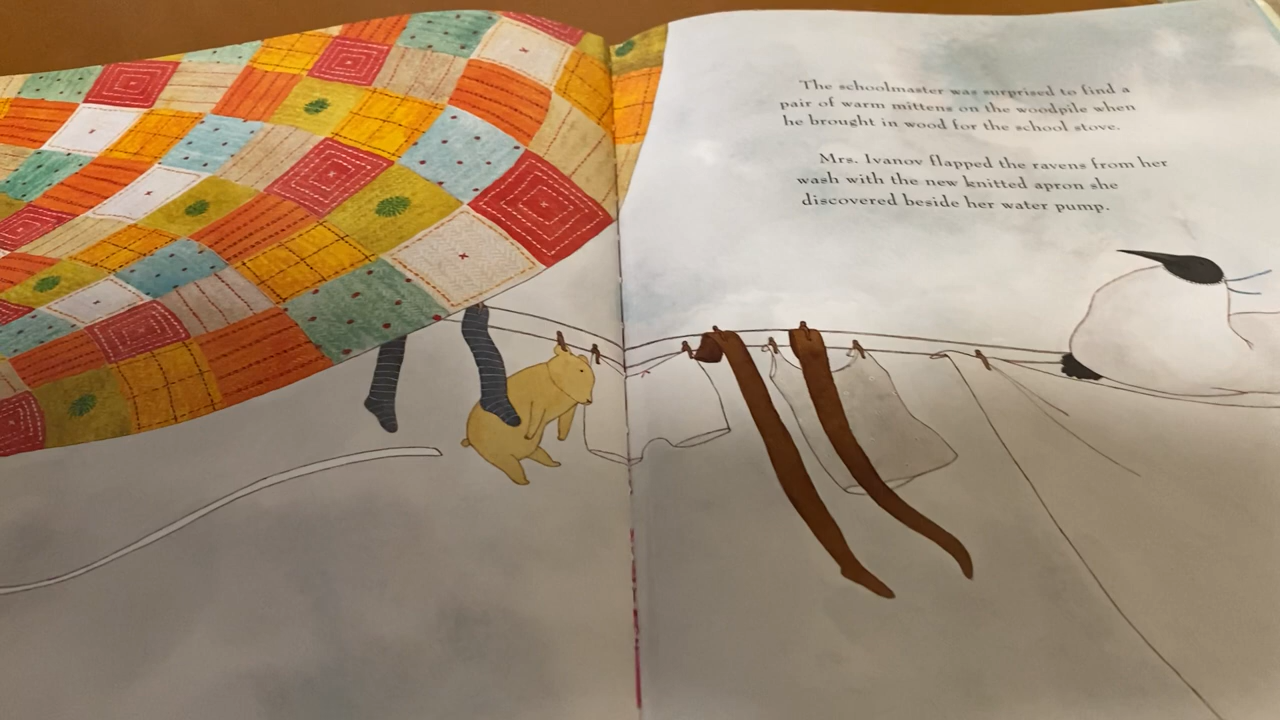 The schoolmaster was surprised to find a
pair of warm mittens on the woodpile when
he brought in wood for the school stove.
Mrs. Ivanov flapped the ravens from her
wash with the new knitted apron she
discovered beside her water pump.